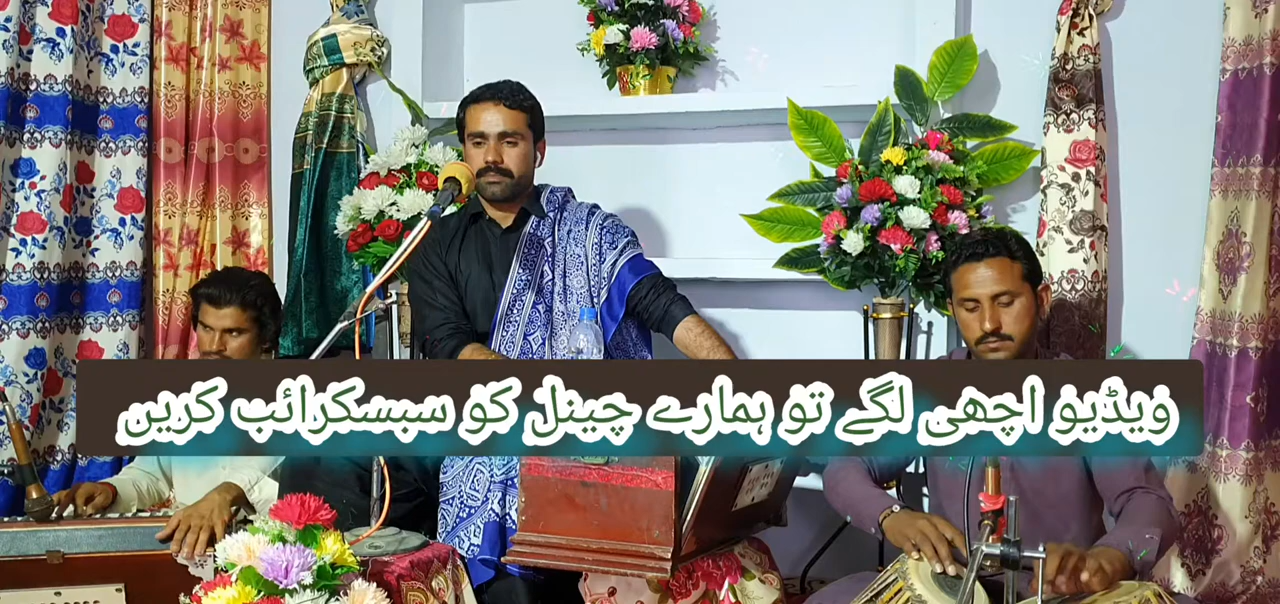 ویڈیو اچھی لگے تو ہمارے چینل کو سبسکرائب کریں